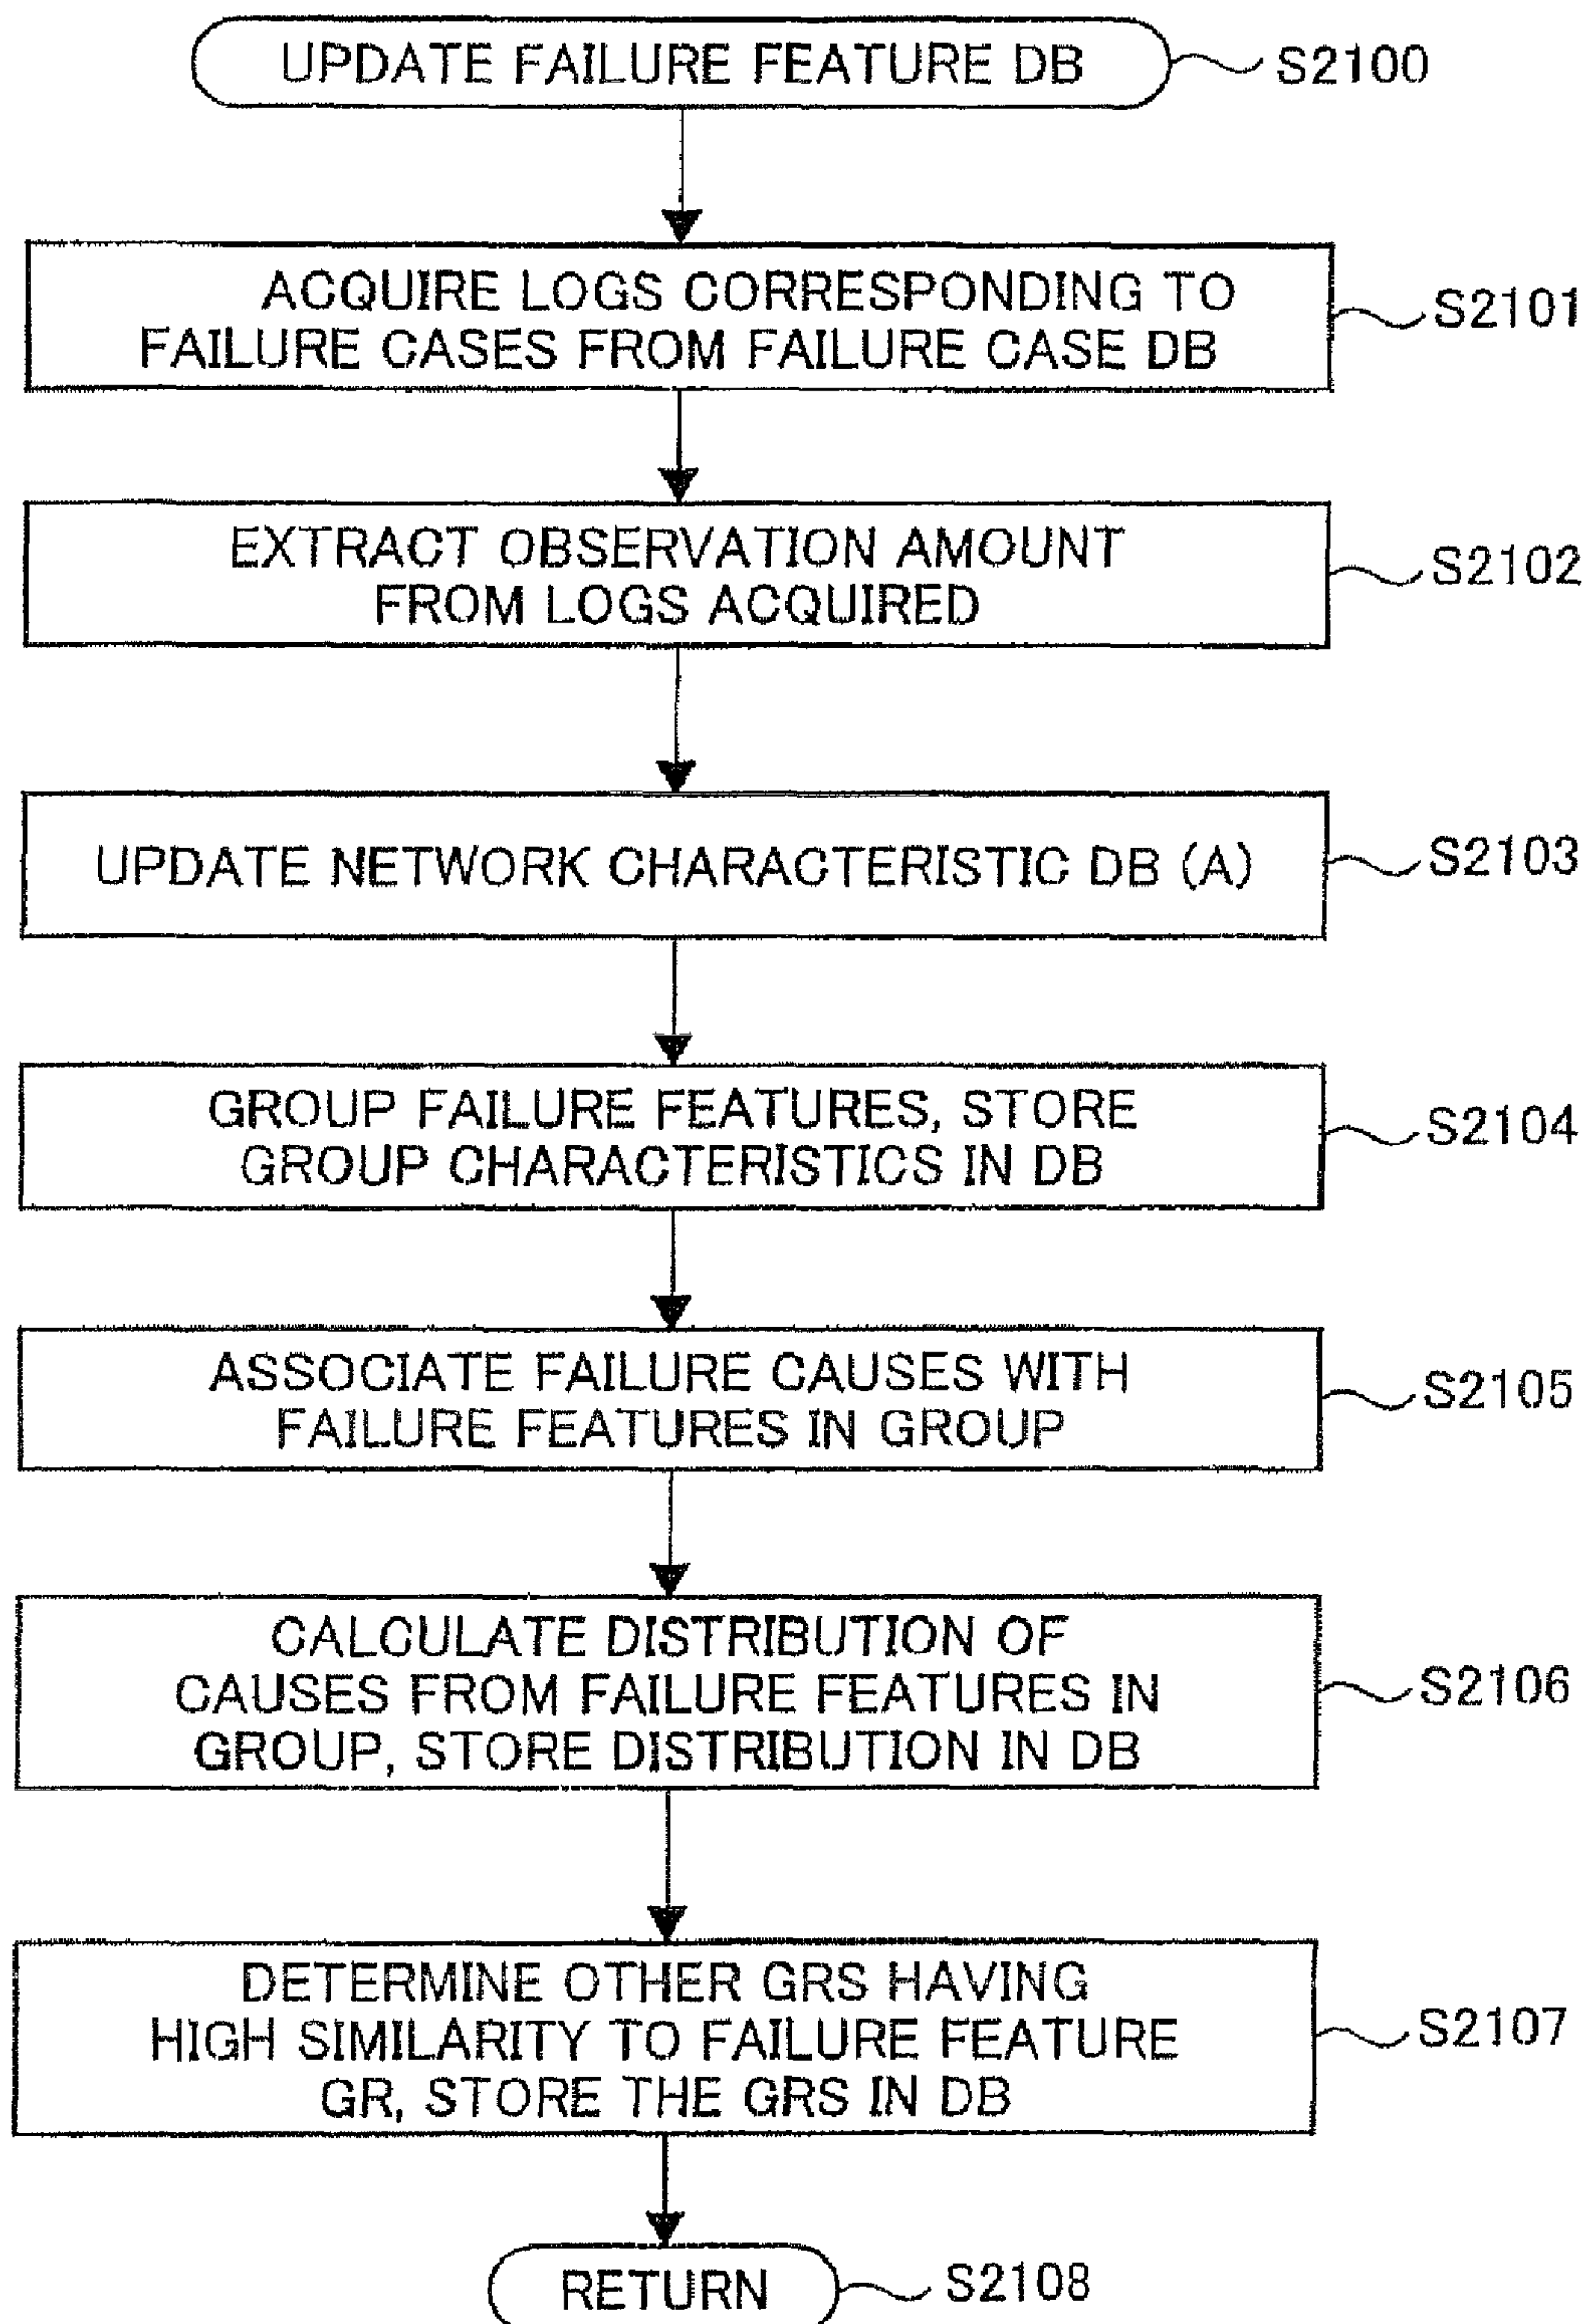 UPDATE FAILURE FEATURE DB
S2100
ACQUIRE LOGS CORRESPONDING TO
FAILURE CASES FROM FAILURE CASE DB
S2101
EXTRACT OBSERVATION AMOUNT
FROM LOGS ACQUIRED
S2102
UPDATE NETWORK CHARACTERISTIC DB (A)
S2103
GROUP FAILURE FEATURES, STORE
GROUP CHARACTERISTICS IN DB
S2104
ASSOCIATE FAILURE CAUSES WITH
FAILURE FEATURES IN GROUP
S2105
CALCULATE DISTRIBUTION OF
CAUSES FROM FAILURE FEATURES IN
GROUP, STORE DISTRIBUTION IN DB
S2106
DETERMINE OTHER GRS HAVING
HIGH SIMILARITY TO FAILURE FEATURE
GR, STORE THE GRS IN DB
S2107
RETURN
S2108